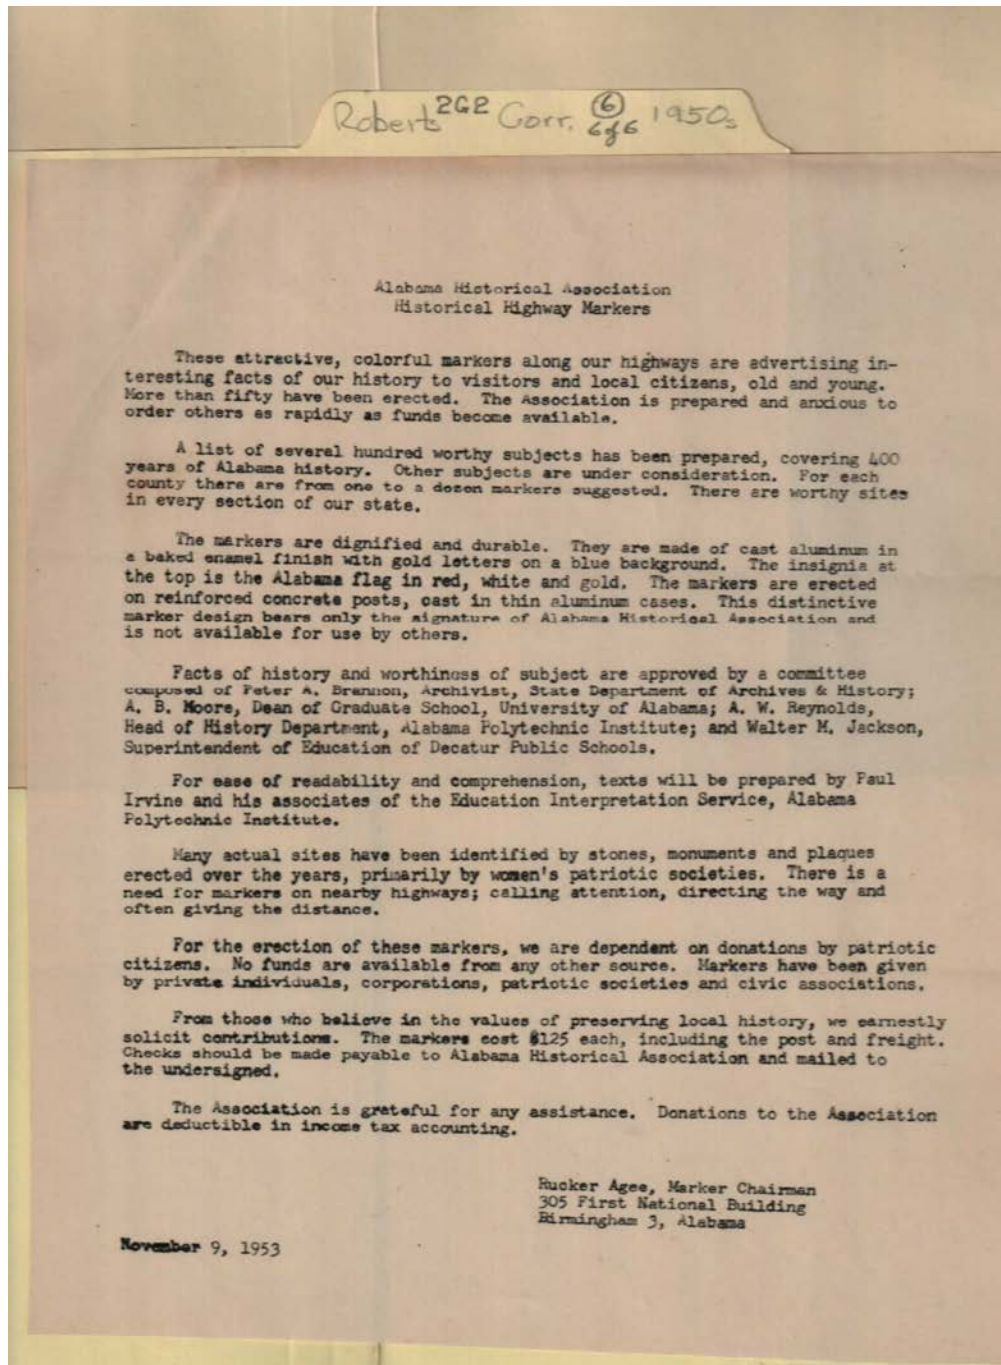 Roberts 2G2 Corr. 6 6 of 6 1950s
Alabama Historical Association
Historical Highway Markers
These attractive, colorful markers along our highways are advertising in-
teresting facts of our history to visitors and local citizens, old and young.
More than fifty have been erected. The Association is prepared and anxious to
order others as rapidly as funds become available.
A list of several hundred worthy subjects has been prepared, covering 400
years of Alabama history. Other subjects are under consideration. For each
county there are from one to a dozen markers suggested. There are worthy sites
in every section of our state.
The markers are dignified and durable. They are made of cast aluminum in
a baked enamel finish with gold letters on a blue background. The insignia at
the top is the Alabama flag in red, white and gold. The markers are erected
on reinforced concrete posts, cast in thin aluminum cases. This distinctive
marker design bears only the signature of Alabama Historical Association and
is not available for use by others.
Facts of history and worthiness of subject are approved by a committee
composed of Peter A. Brannon, Archivist, State Department of Archives & History;
A. B. Moore, Dean of Graduate School, University of Alabama; A. W. Reynolds,
Head of History Department, Alabama Polytechnic Institute; and Walter M. Jackson,
Superintendent of Education of Decatur Public Schools.
For ease of readability and comprehension, texts will be prepared by Paul
Irvine and his associates of the Education Interpretation Service, Alabama
Polytechnic Institute.
Many actual sites have been identified by stones, monuments and plaques
erected over the years, primarily by women's patriotic societies. There is a
need for markers on nearby highways; calling attention, directing the way and
often giving the distance.
For the erection of these markers, we are dependent on donations by patriotic
citizens. No funds are available from any other source. Markers have been given
by private individuals, corporations, patriotic societies and civic associations.
From those who believe in the values of preserving local history, we earnestly
solicit contributions. The markers cost $125 each, including the post and freight.
Checks should be made payable to Alabama Historical Association and mailed to
the undersigned.
The Association is grateful for any assistance. Donations to the Association
are deductible in income tax accounting.
Rucker Agee, Marker Chairman
305 First National Building
Birmingham 3, Alabama
November 9, 1953